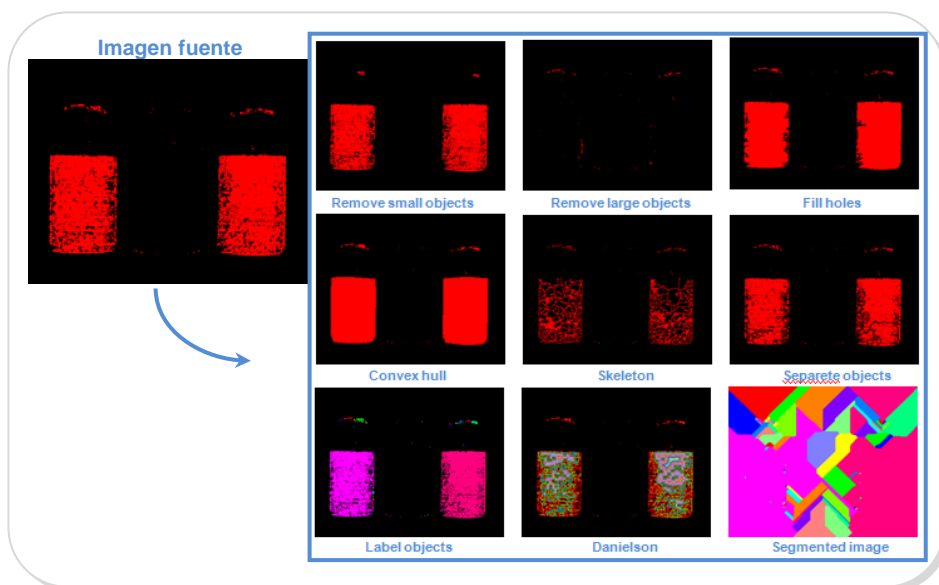 Imagen fuente
Remove small objects
Remove large objects
Fill holes
Convex hull
Skeleton
Separete objects
Label objects
Danielson
Segmented image